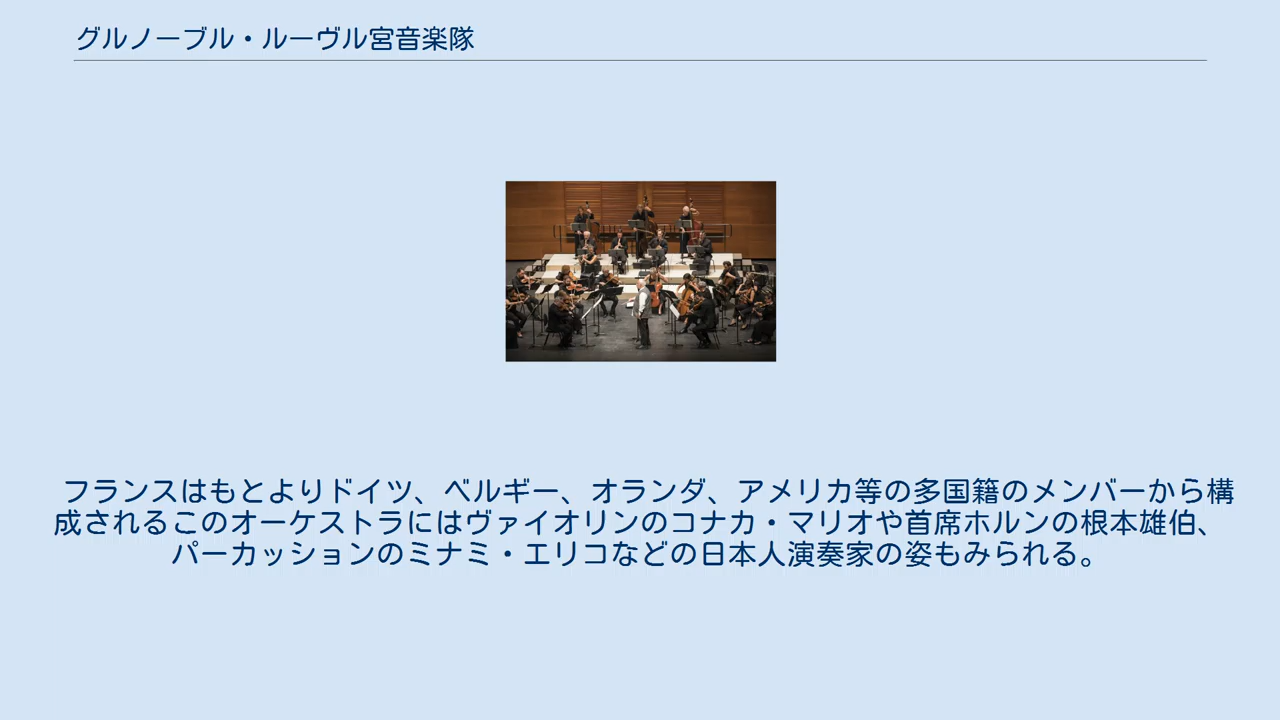 グルノーブル・ルーヴル宮音楽隊
フランスはもとよりドイツ、ベルギー、オランダ、アメリカ等の多国籍のメンバーから構
成されるこのオーケストラにはヴァイオリンのコナカ・マリオや首席ホルンの根本雄伯、
パーカッションのミナミ・エリコなどの日本人演奏家の姿もみられる。